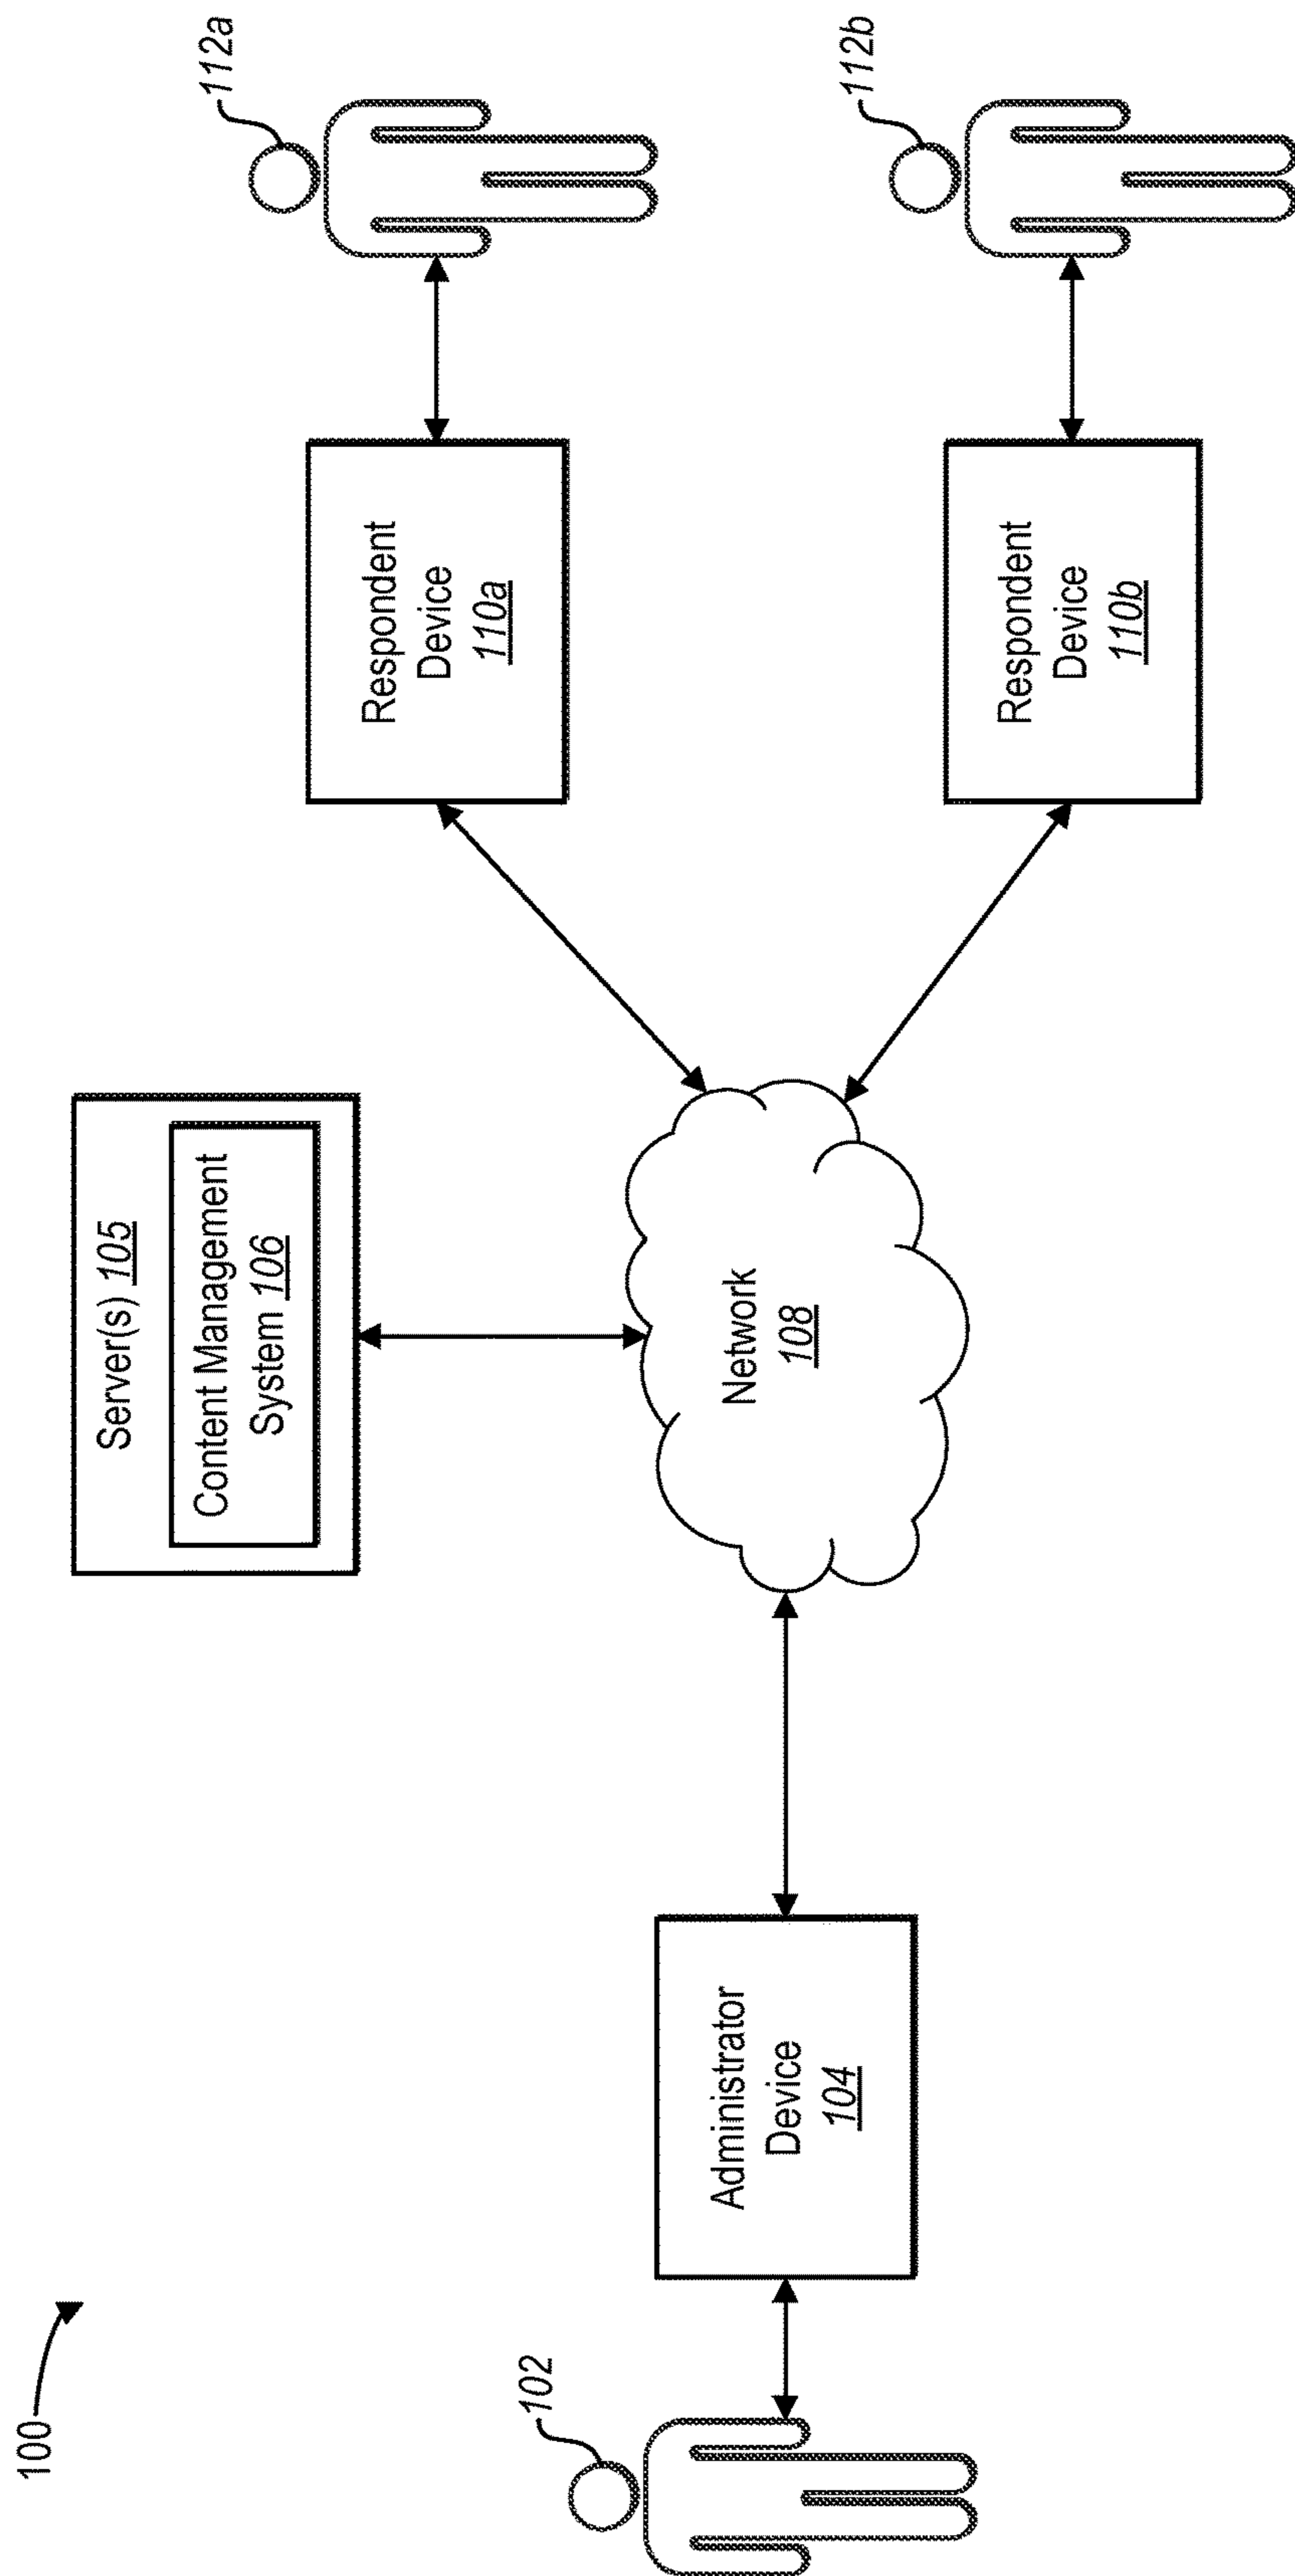 100
Server(s) 105
Content Management
System 106
112a
Respondent
Device
110a
102
Administrator
Device
104
Network
108
112b
Respondent
Device
110b